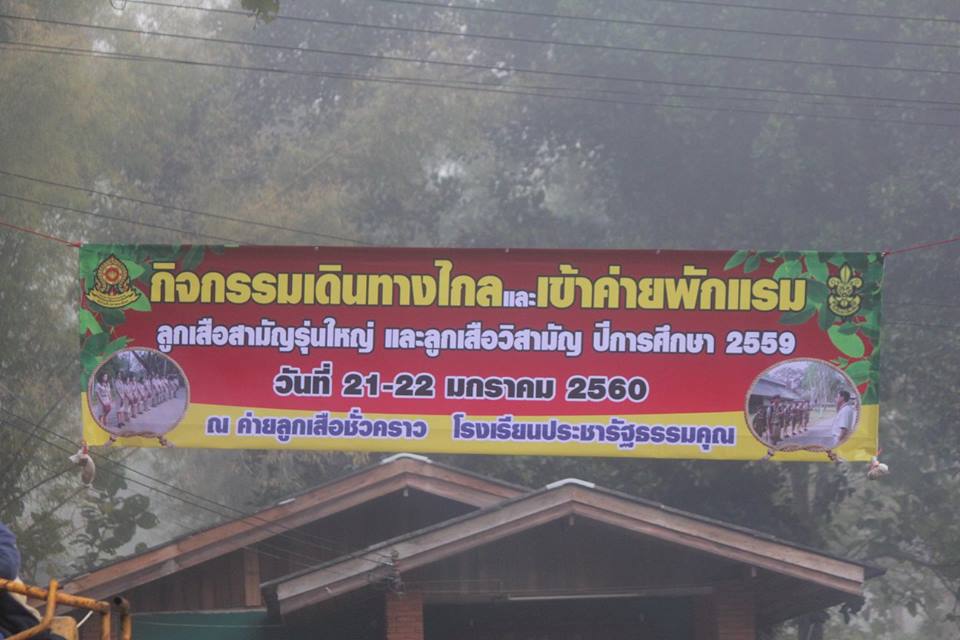 กิจกรรมเดินทางไกลและเข้าค่ายพักแรม
ลูกเสือสามัญรุ่นใหญ่ และลูกเสือวิสามัญ ปีการศึกษา 2559
วันที่ 21-22 มกราคม 2560
ณ ค่ายลูกเสือชั่วคราว โรงเรียนประชารัฐธรรมคุณ